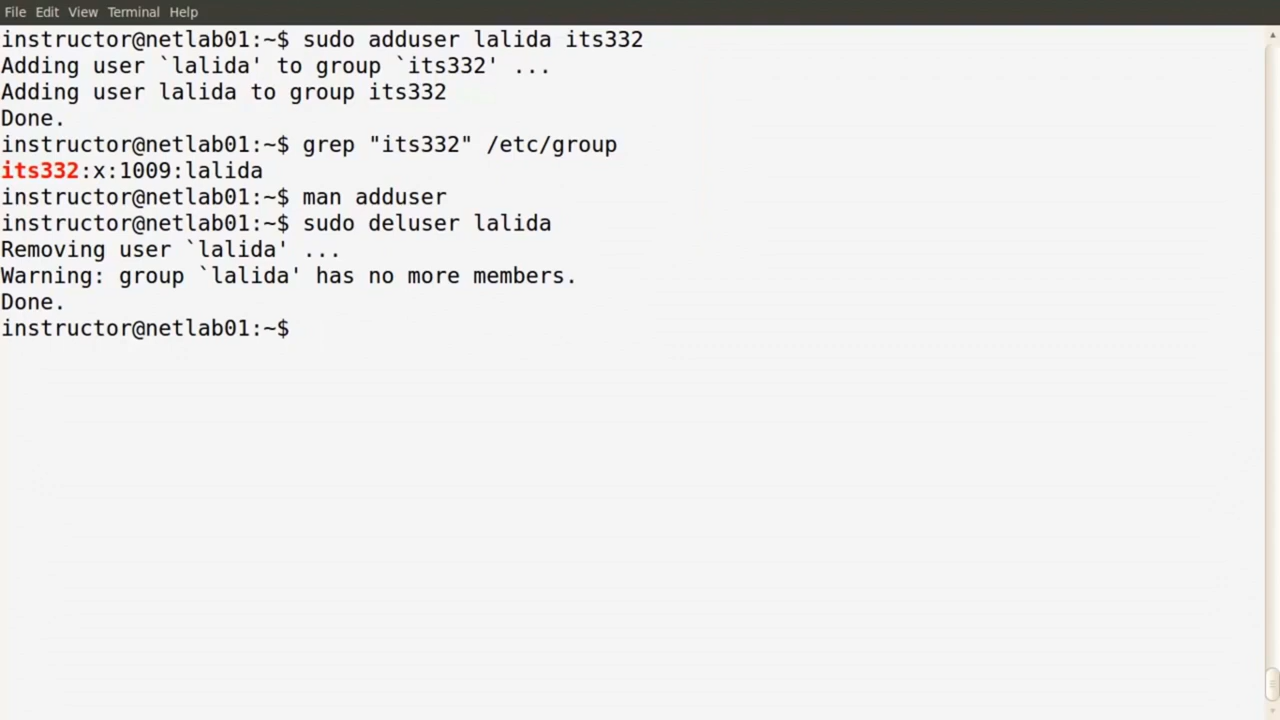 File Edit View Terminal Help
instructor@netlab01:~$ sudo adduser lalida its332
Adding user `lalida' to group `its332' ...
Adding user lalida to group its332
Done.
instructor@netlab01:~$ grep "its332" /etc/group
its332:x:1009:lalida
instructor@netlab01:~$ man adduser
instructor@netlab01:~$ sudo deluser lalida
Removing user `lalida' ...
Warning: group `lalida' has no more members.
Done.
instructor@netlab01:~$